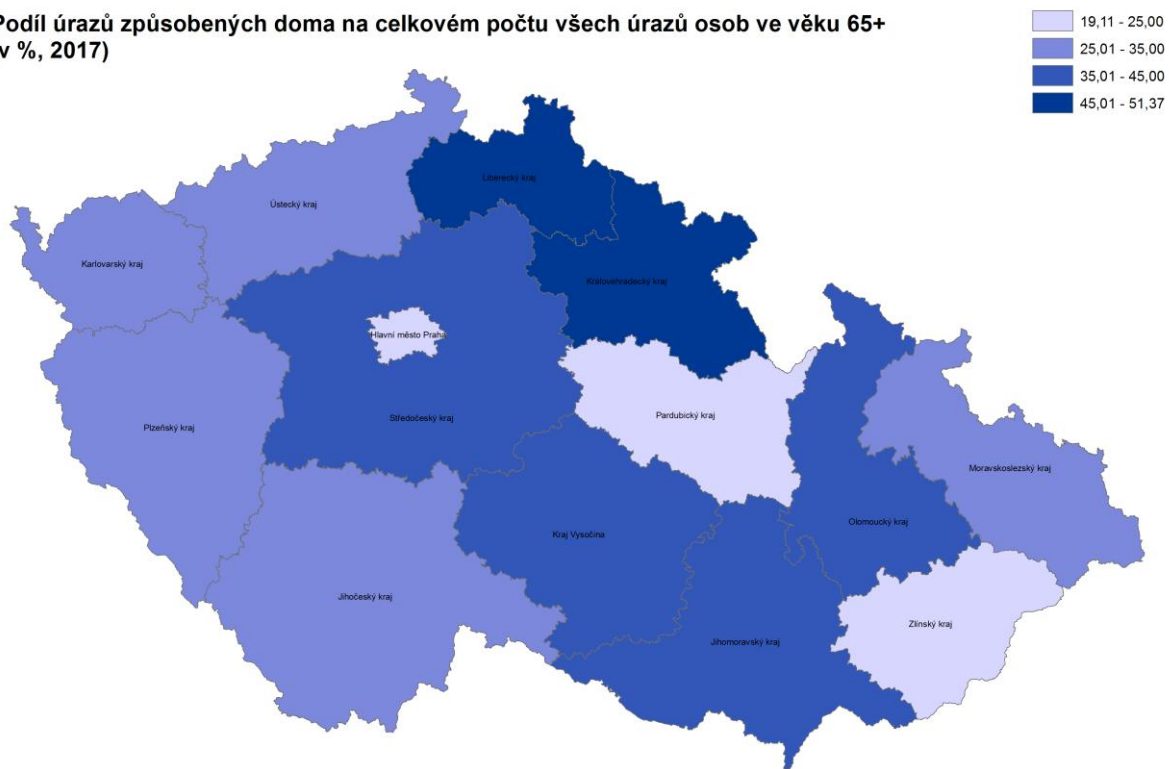 Podíl úrazů způsobených doma na celkovém počtu všech úrazů osob ve věku 65+
v %, 2017)
19,11 - 25,00
25,01 - 35,00
35,01 - 45,00
45,01 - 51,37
Liberecký kraj
Ústecký kraj
Karlovarský kraj
Královéhradecký kraj
Hlavní město Praha
Středočeský kraj
Pardubický kraj
Plzeňský kraj
Moravskoslezský kraj
Olomoucký kraj
Kraj Vysočina
Jihočeský kraj
Zlínský kraj
Jihomoravský kraj